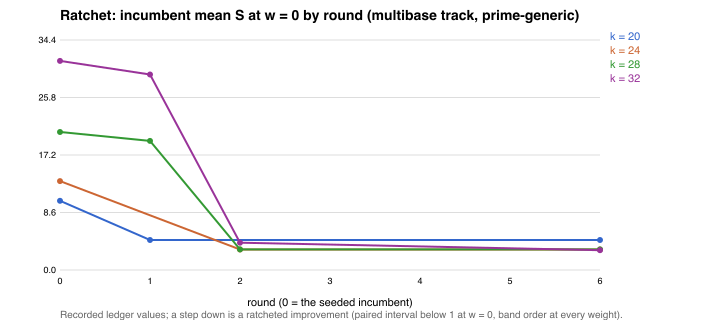 Ratchet: incumbent mean S at w = 0 by round (multibase track, prime-generic)
k = 20
k = 24
k = 28
k = 32
34.4
25.8
17.2
8.6
0.0
0 1 2 3 4 5 6
round (0 = the seeded incumbent)
Recorded ledger values; a step down is a ratcheted improvement (paired interval below 1 at w = 0, band order at every weight).